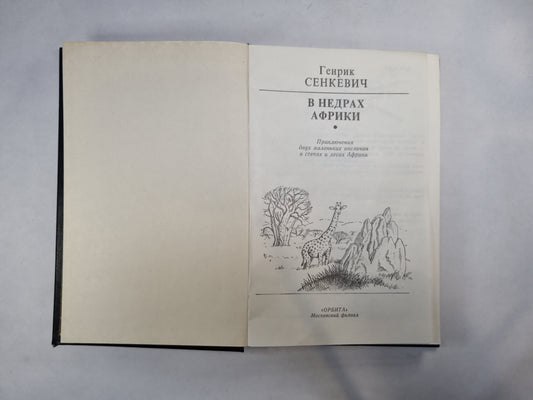 Генрик
СЕНКЕВИЧ
В НЕДРАХ
АФРИКИ
Приключения
двух маленьких англичан
в степях и лесах Африки
«ОРБИТА»
Московский филиал